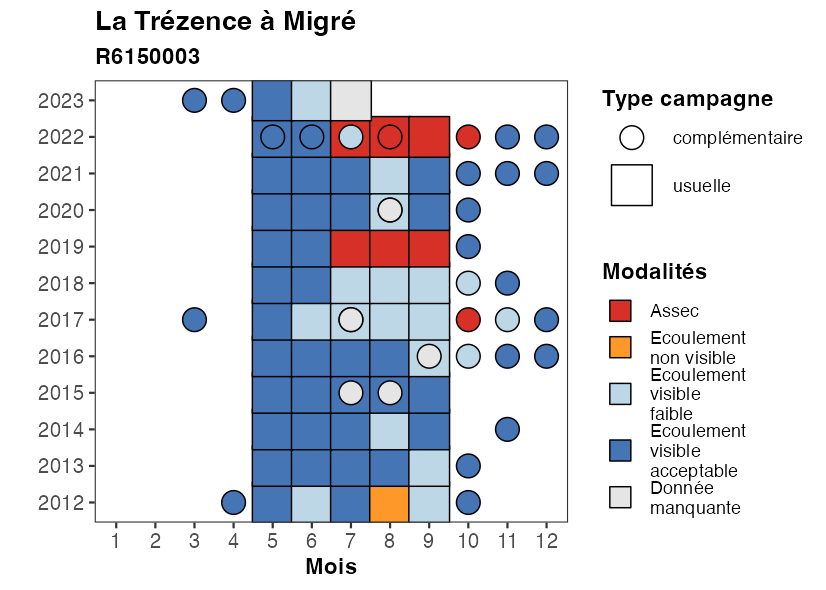 La Trézence à Migré
R6150003
2023
2022
2021
2020
2019
2018
2017
2016
2015
2014
2013
2012
1 2 3 4 5 6 7 8 9 10 11 12
Mois
Type campagne
complémentaire
usuelle
Modalités
Assec
Ecoulement
non visible
Ecoulement
visible
faible
Ecoulement
visible
acceptable
Donnée
manquante